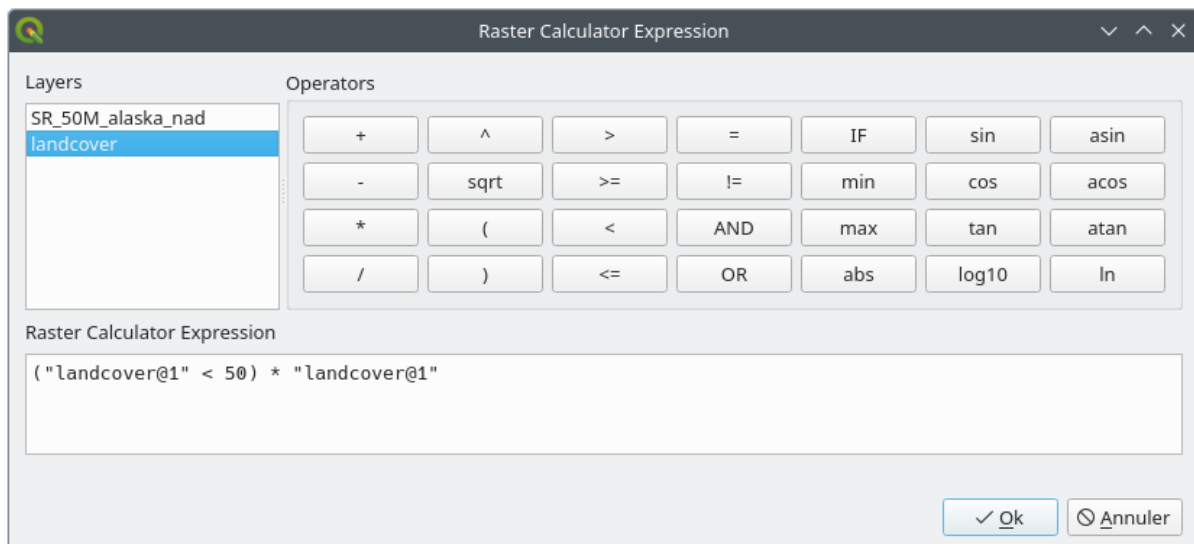 Raster Calculator Expression
Layers
Operators
SR_50M_alaska_nad
landcover
+ ^ > = IF sin asin
- sqrt >= != min cos acos
* ( < AND max tan atan
/ ) <= OR abs log10 ln
Raster Calculator Expression
("landcover@1" < 50) * "landcover@1"
Ok Annuler